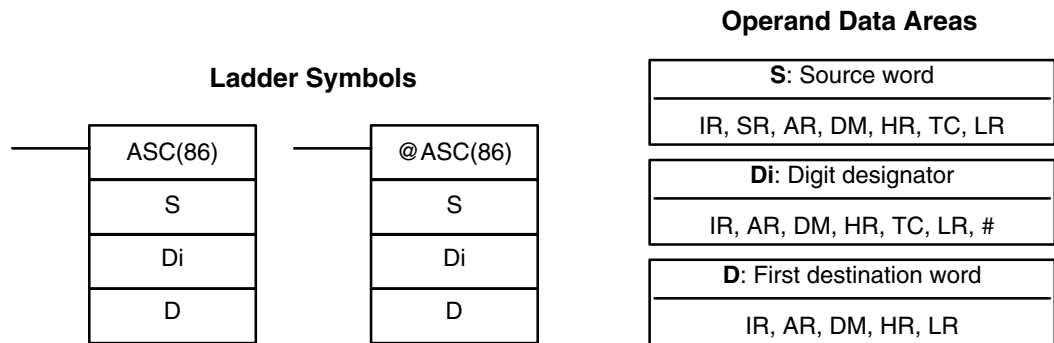 Operand Data Areas
Ladder Symbols
ASC(86)
S
Di
D
@ASC(86)
S
Di
D
S: Source word
IR, SR, AR, DM, HR, TC, LR
Di: Digit designator
IR, AR, DM, HR, TC, LR, #
D: First destination word
IR, AR, DM, HR, LR